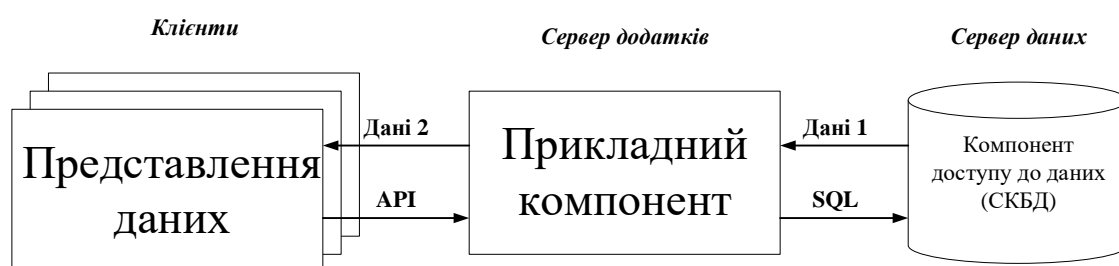 Клієнти
Сервер додатків
Сервер даних
Представлення
даних
Дані 2
API
Прикладний
компонент
Дані 1
SQL
Компонент
доступу до даних
(СКБД)